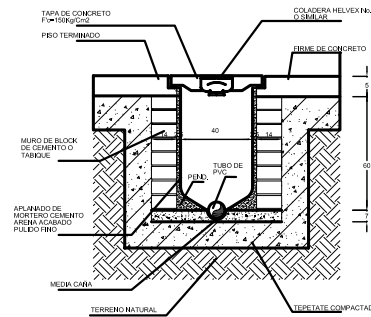 TAPA DE CONCRETO
F'c=150Kg/Cm2
PISO TERMINADO
COLADERA HELVEX No.
O SIMILAR
FIRME DE CONCRETO
5
14
40
14
MURO DE BLOCK
DE CEMENTO O
TABIQUE
PEND.
TUBO DE
PVC
60
APLANADO DE
MORTERO CEMENTO
ARENA ACABADO
PULIDO FINO
7
MEDIA CAÑA
TERRENO NATURAL
TEPETATE COMPACTAD